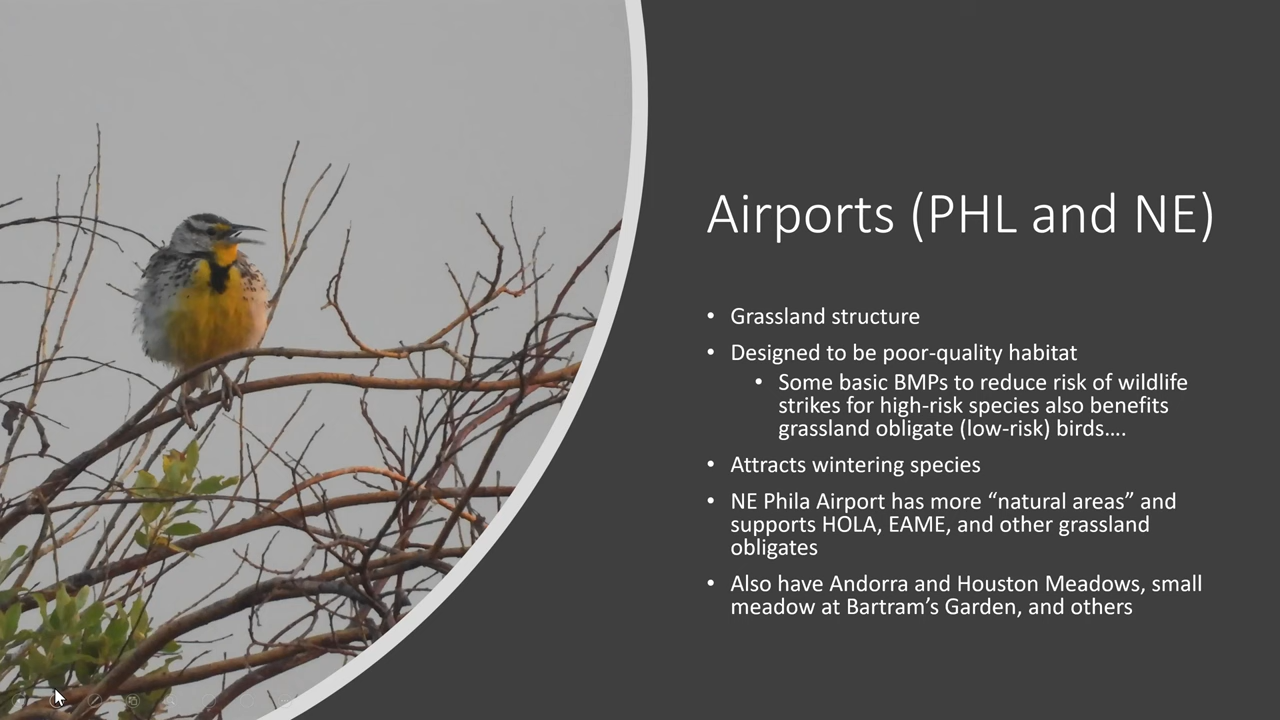 Airports (PHL and NE)
• Grassland structure
• Designed to be poor-quality habitat
• Some basic BMPs to reduce risk of wildlife
strikes for high-risk species also benefits
grassland obligate (low-risk) birds….
• Attracts wintering species
• NE Phila Airport has more “natural areas” and
supports HOLA, EAME, and other grassland
obligates
• Also have Andorra and Houston Meadows, small
meadow at Bartram’s Garden, and others